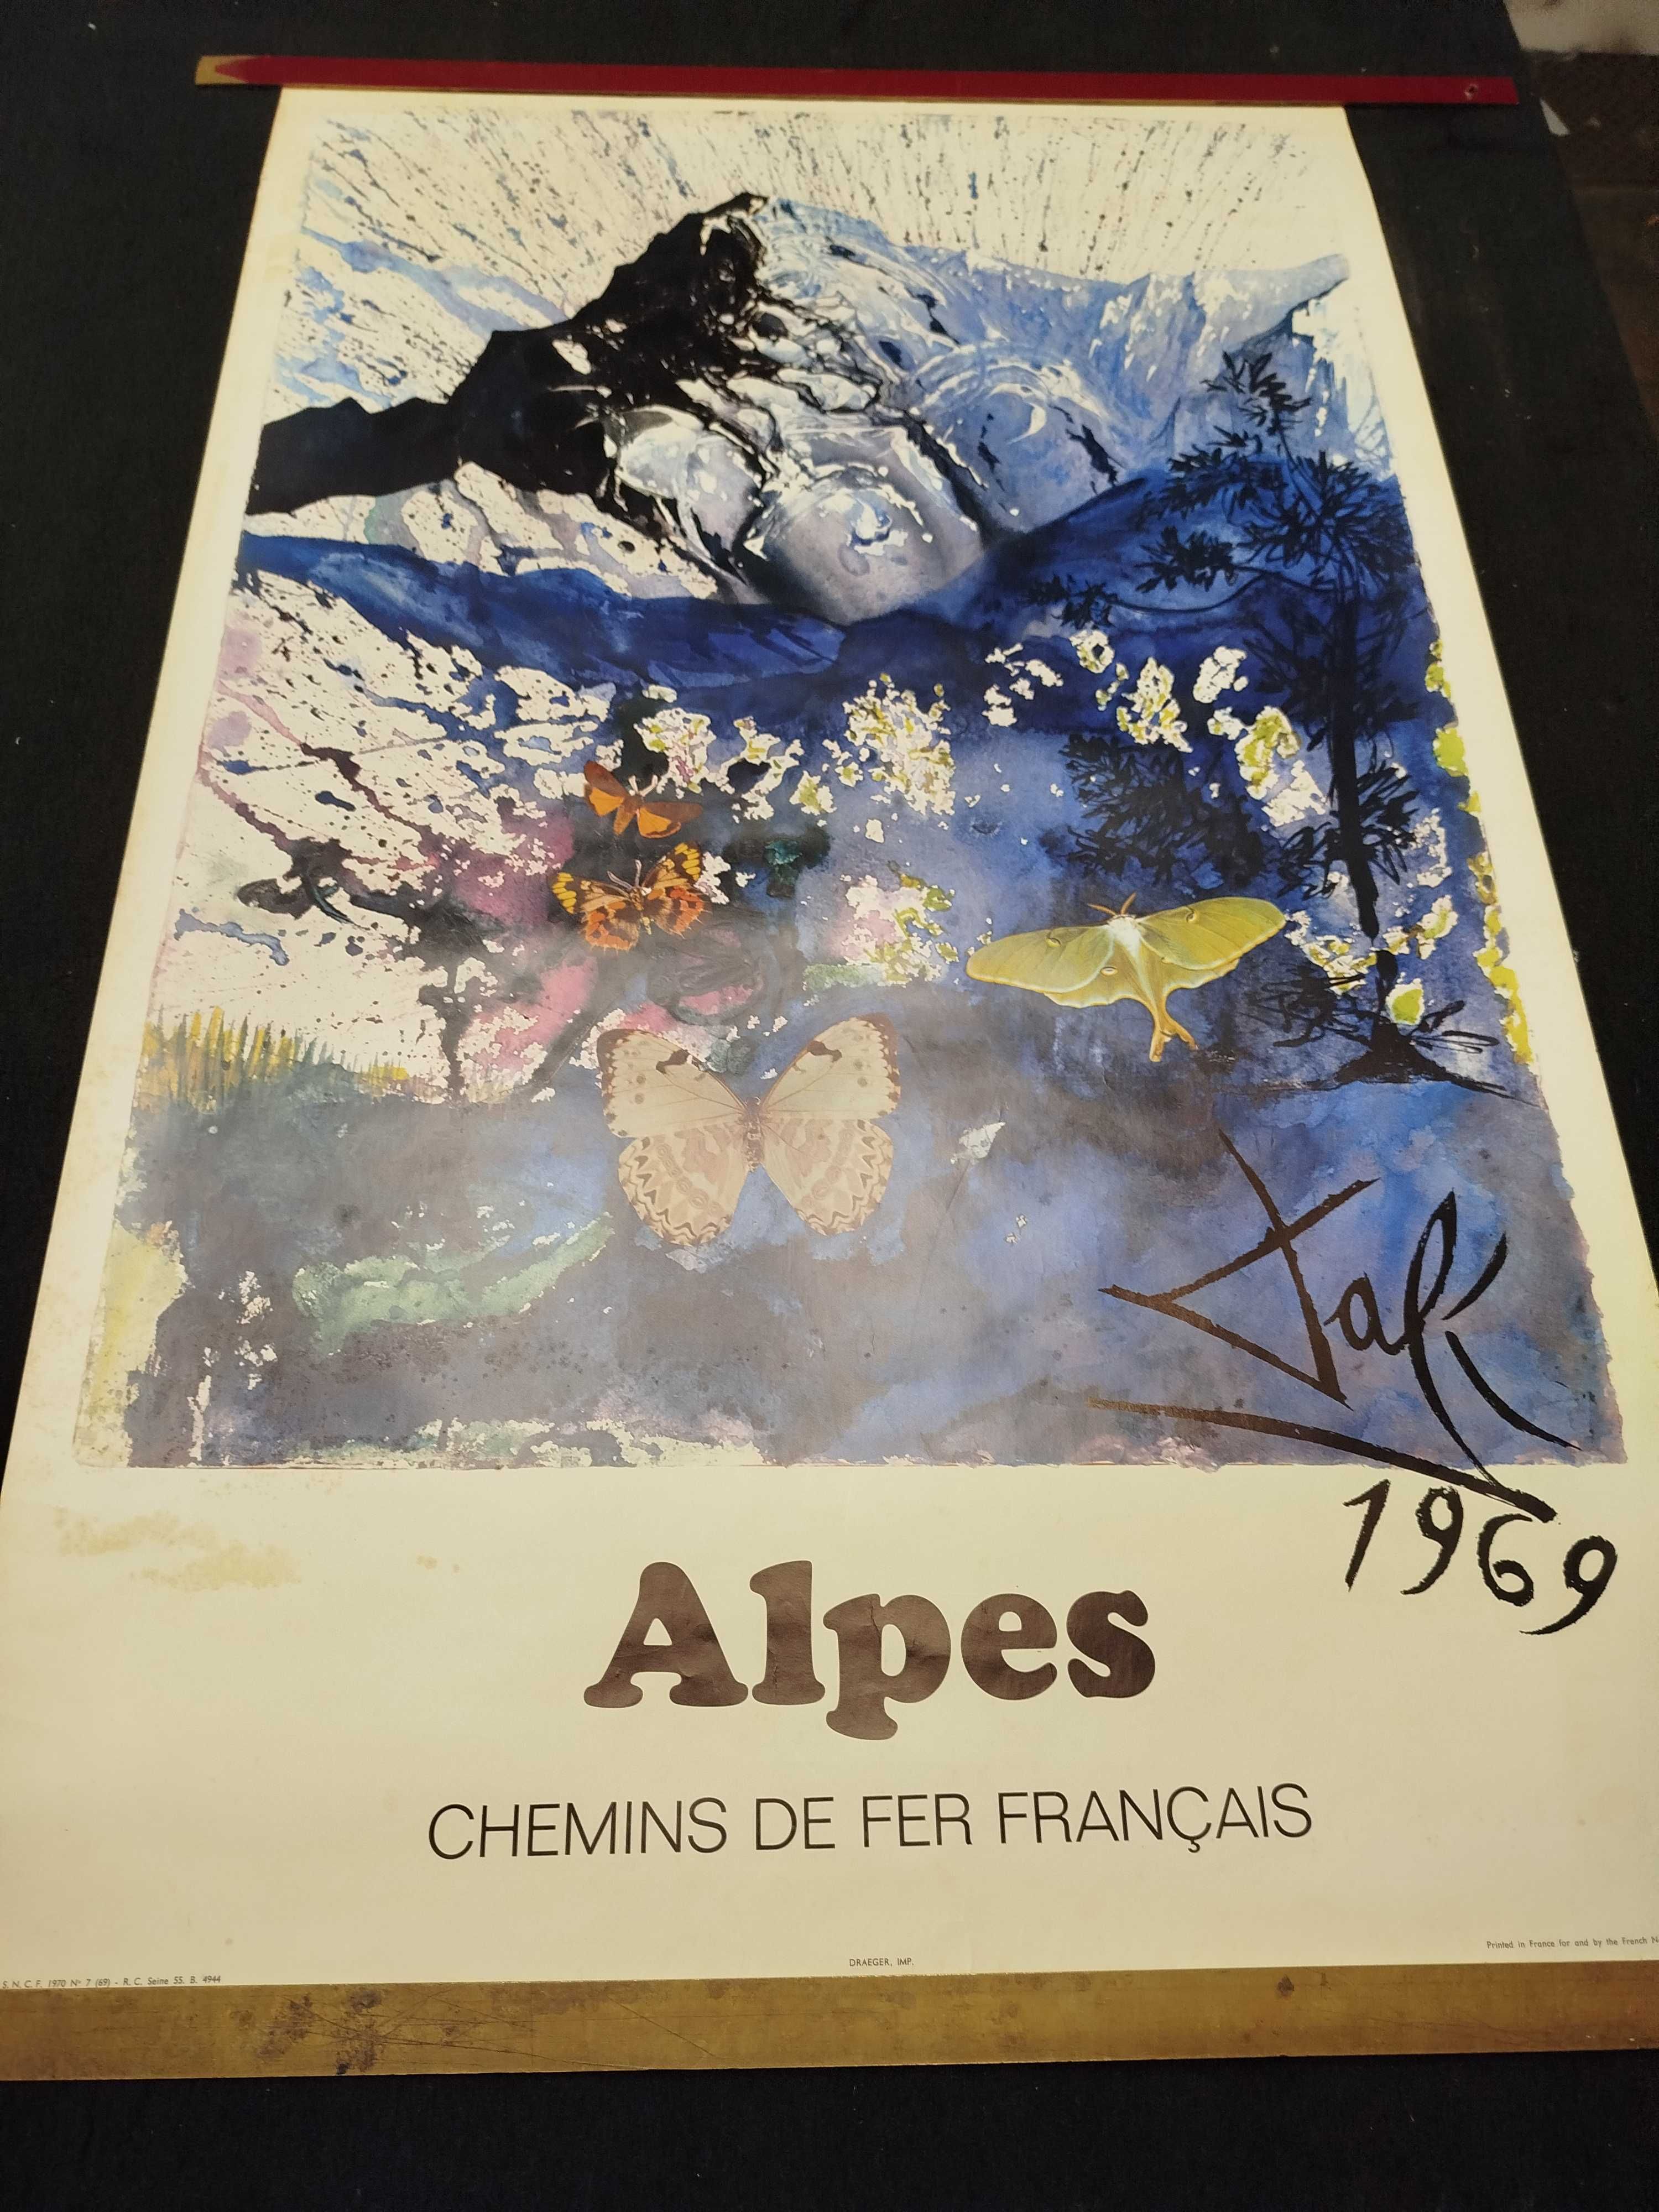 Dalí
1969
Alpes
CHEMINS DE FER FRANÇAIS
DRAEGER, IMP.
S. N. C. F. 1970 Nº 7 (69) - R. C. Seine 55. B. 4944
Printed in France for and by the French